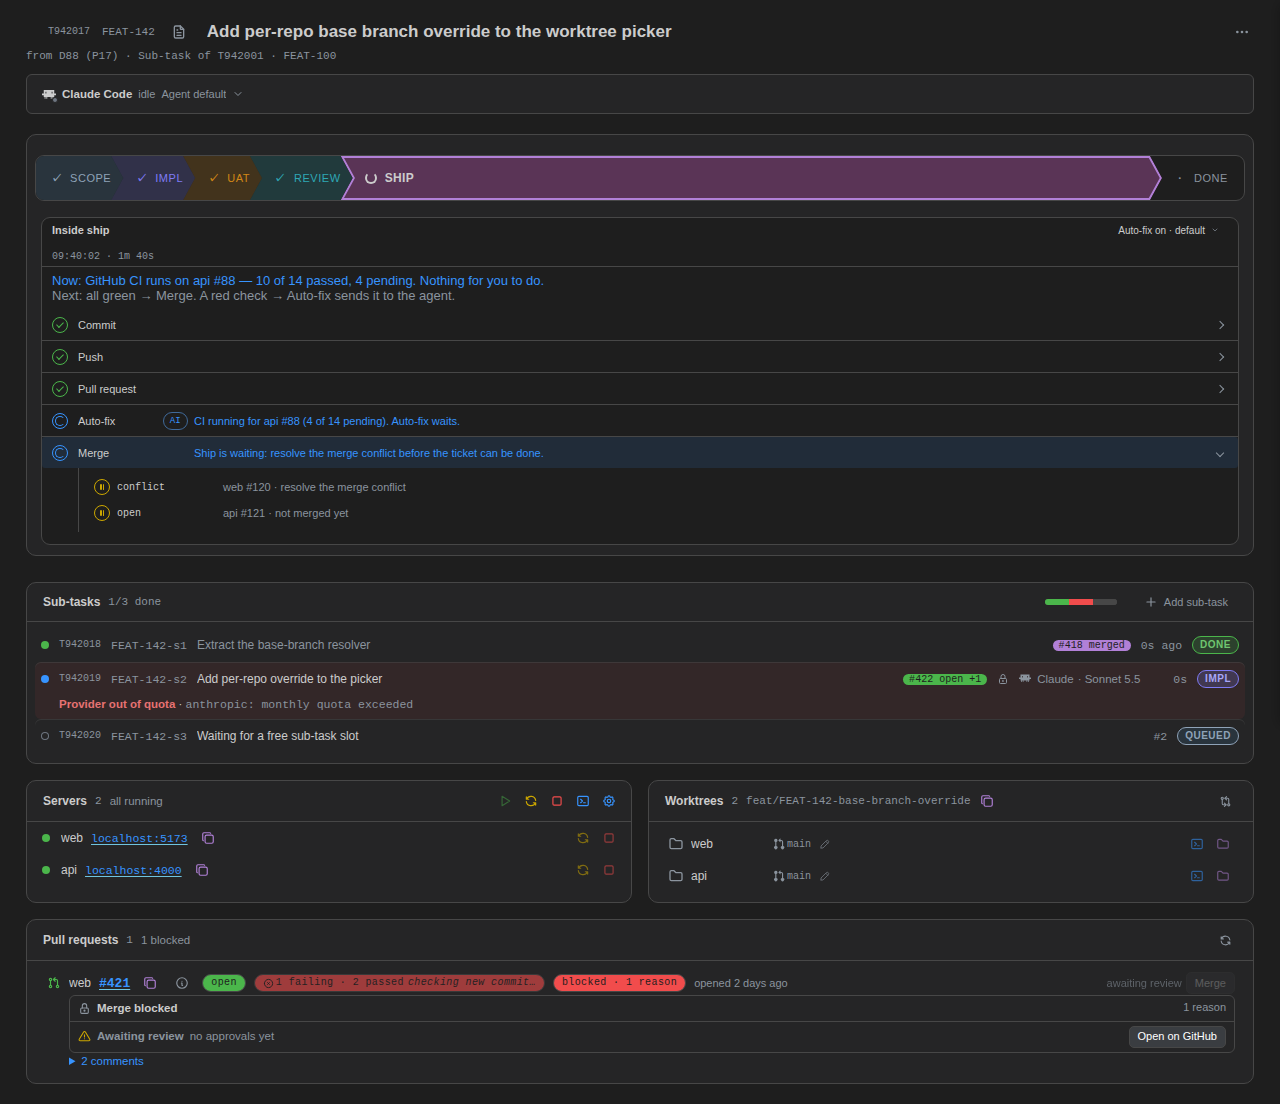 T942017 FEAT-142 Add per-repo base branch override to the worktree picker
from D88 (P17) · Sub-task of T942001 · FEAT-100
Claude Code idle Agent default
SCOPE IMPL UAT REVIEW SHIP DONE
Inside ship Auto-fix on · default
09:40:02 · 1m 40s
Now: GitHub CI runs on api #88 — 10 of 14 passed, 4 pending. Nothing for you to do.
Next: all green → Merge. A red check → Auto-fix sends it to the agent.
Commit
Push
Pull request
Auto-fix AI CI running for api #88 (4 of 14 pending). Auto-fix waits.
Merge Ship is waiting: resolve the merge conflict before the ticket can be done.
conflict web #120 · resolve the merge conflict
open api #121 · not merged yet
Sub-tasks 1/3 done Add sub-task
T942018 FEAT-142-s1 Extract the base-branch resolver #418 merged 0s ago DONE
T942019 FEAT-142-s2 Add per-repo override to the picker #422 open +1 Claude · Sonnet 5.5 0s IMPL
Provider out of quota · anthropic: monthly quota exceeded
T942020 FEAT-142-s3 Waiting for a free sub-task slot #2 QUEUED
Servers 2 all running
web localhost:5173
api localhost:4000
Worktrees 2 feat/FEAT-142-base-branch-override
web main
api main
Pull requests 1 1 blocked
web #421 open 1 failing · 2 passed checking new commit… blocked · 1 reason opened 2 days ago awaiting review Merge
Merge blocked 1 reason
Awaiting review no approvals yet Open on GitHub
2 comments